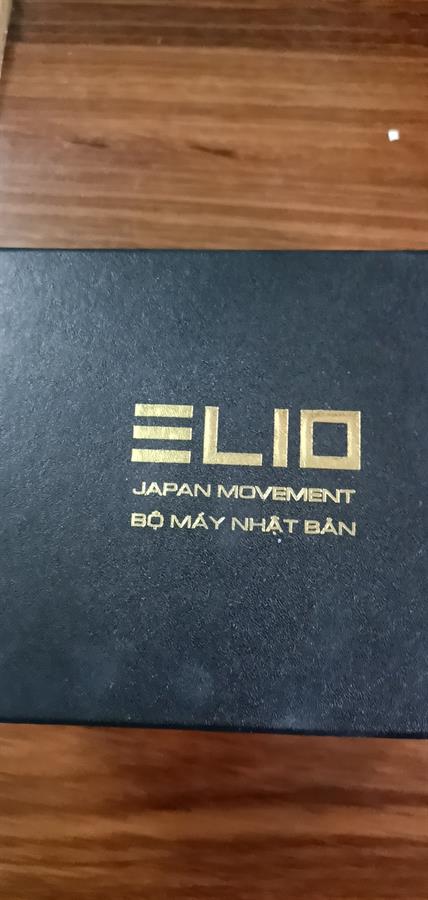 ELIO
JAPAN MOVEMENT
BỘ MÁY NHẬT BẢN